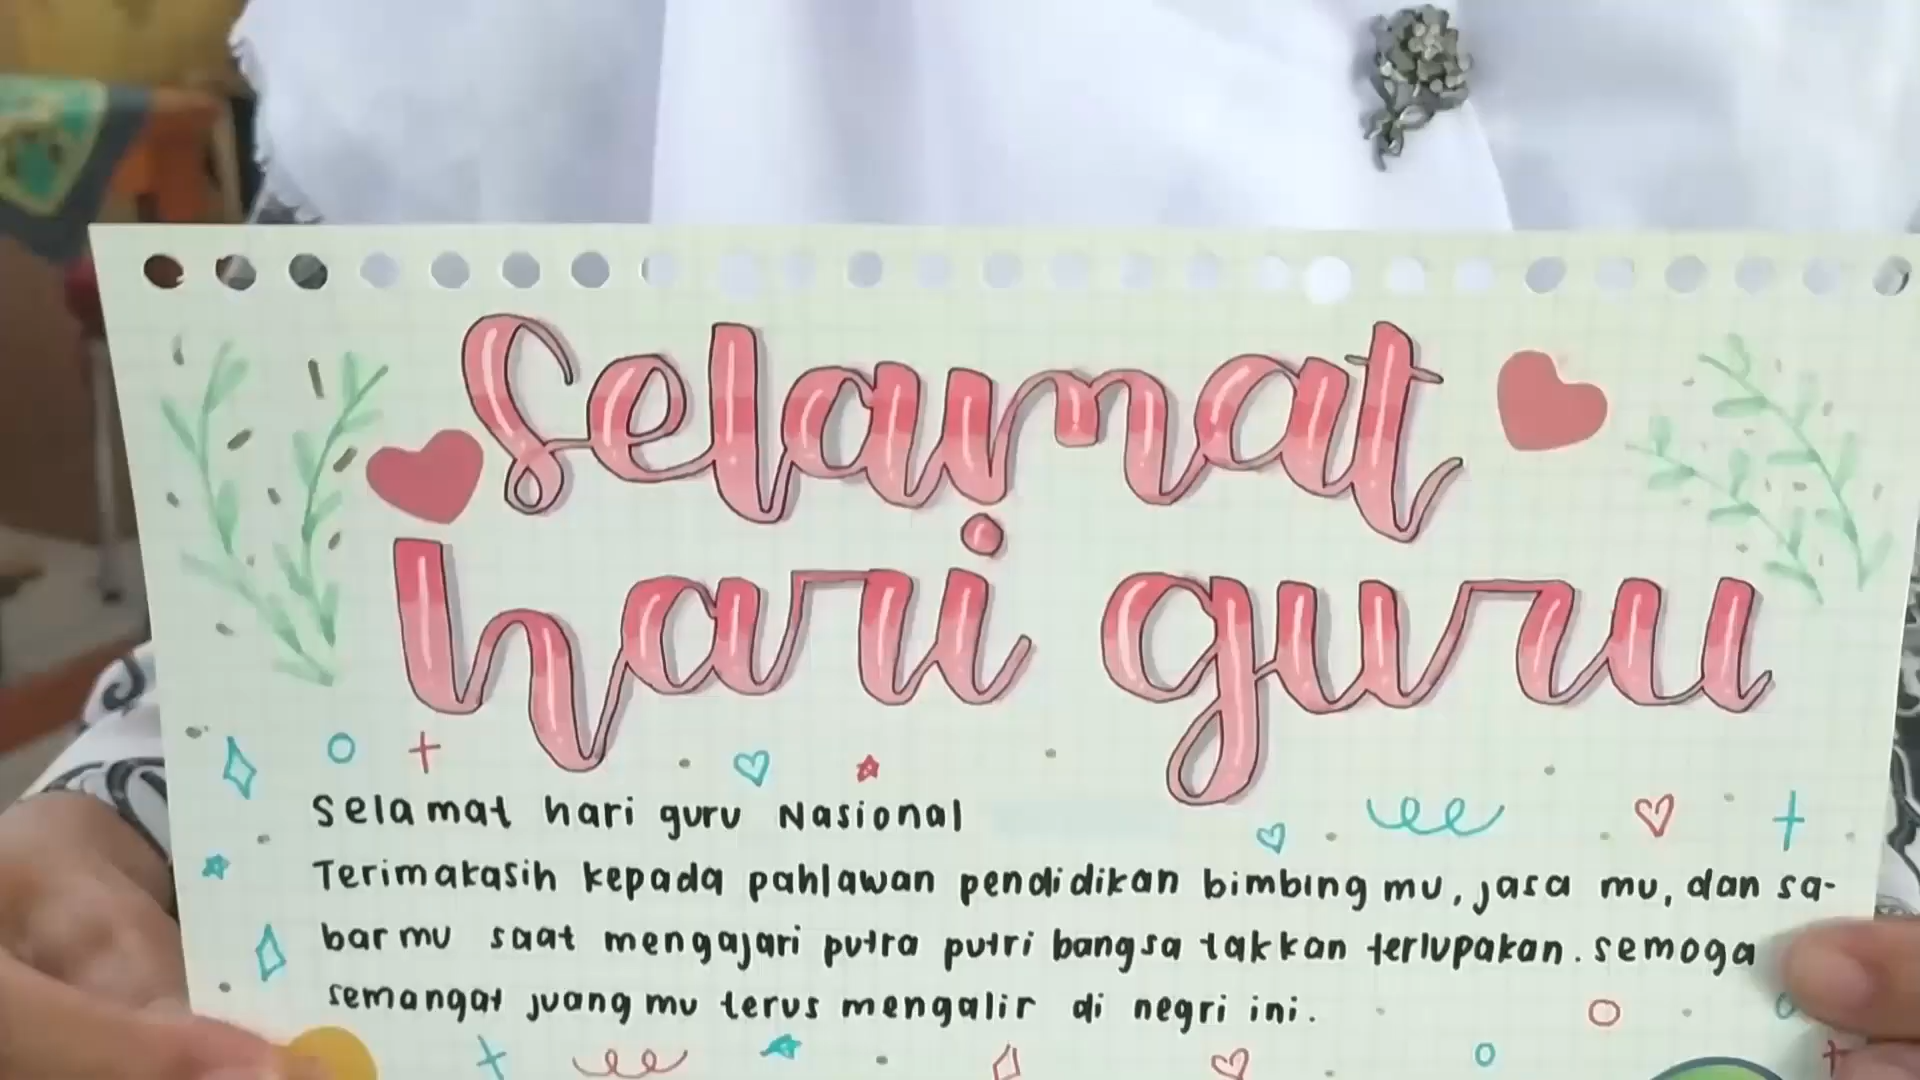 Selamat
hari guru
Selamat hari guru Nasional
Terimakasih kepada pahlawan pendidikan bimbing mu, jasa mu, dan sa-
bar mu saat mengajari putra putri bangsa takkan terlupakan. semoga
semangat juang mu terus mengalir di negri ini.